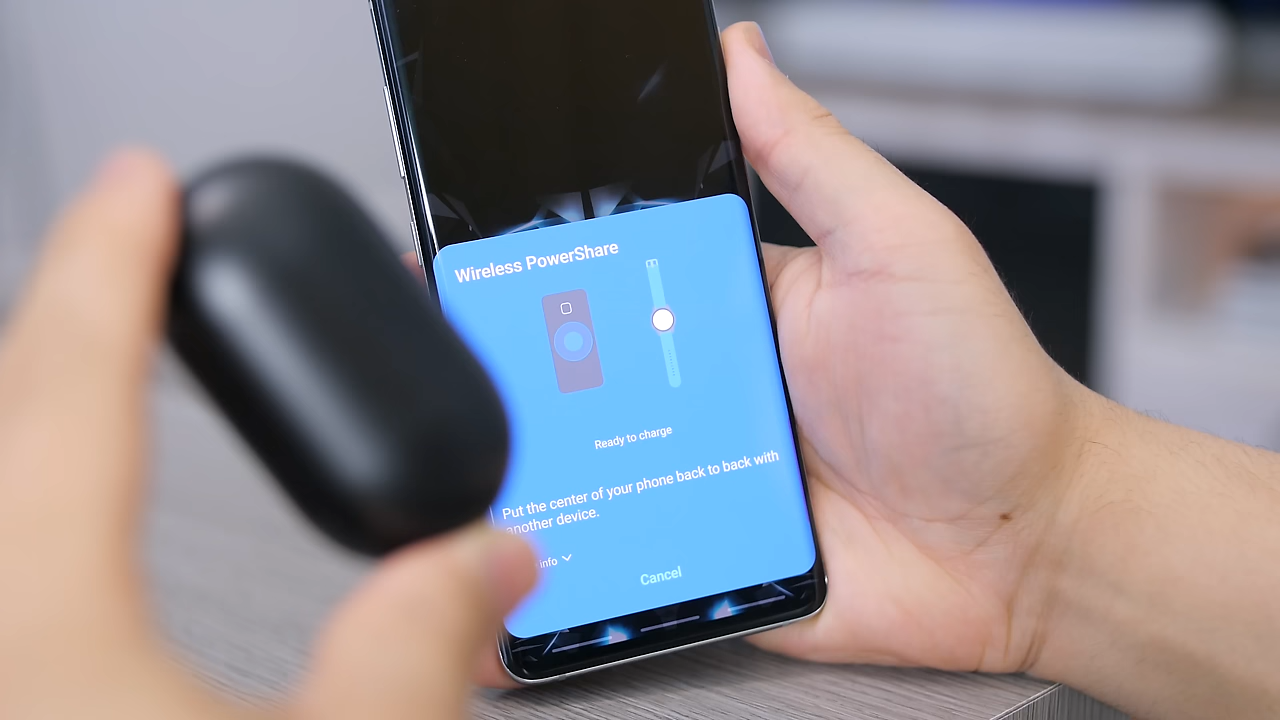 Wireless PowerShare
Ready to charge
Put the center of your phone back to back with
another device.
info
Cancel